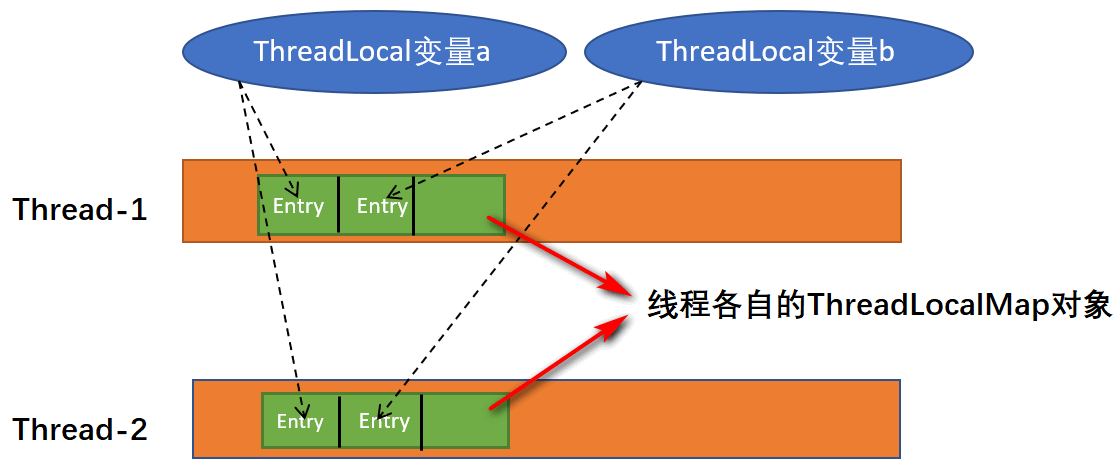 ThreadLocal变量a
ThreadLocal变量b
Thread-1
Entry
Entry
线程各自的ThreadLocalMap对象
Thread-2
Entry
Entry